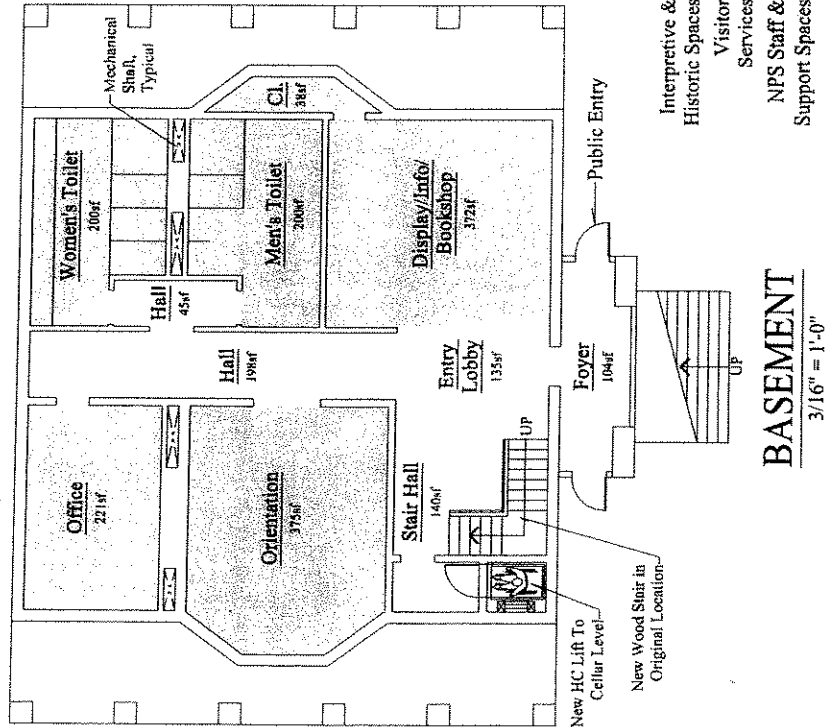 Mechanical
Shaft,
Typical
Women's Toilet
200sf
Cl.
38sf
Men's Toilet
200sf
Hall
45sf
Office
221sf
Hall
198sf
Orientation
375sf
Display/Info/
Bookshop
372sf
Entry
Lobby
135sf
Stair Hall
140sf
UP
Foyer
104sf
Public Entry
UP
New HC Lift To
Cellar Level
New Wood Stair in
Original Location
BASEMENT
3/16" = 1'-0"
Interpretive &
Historic Spaces
Visitor
Services
NPS Staff &
Support Spaces